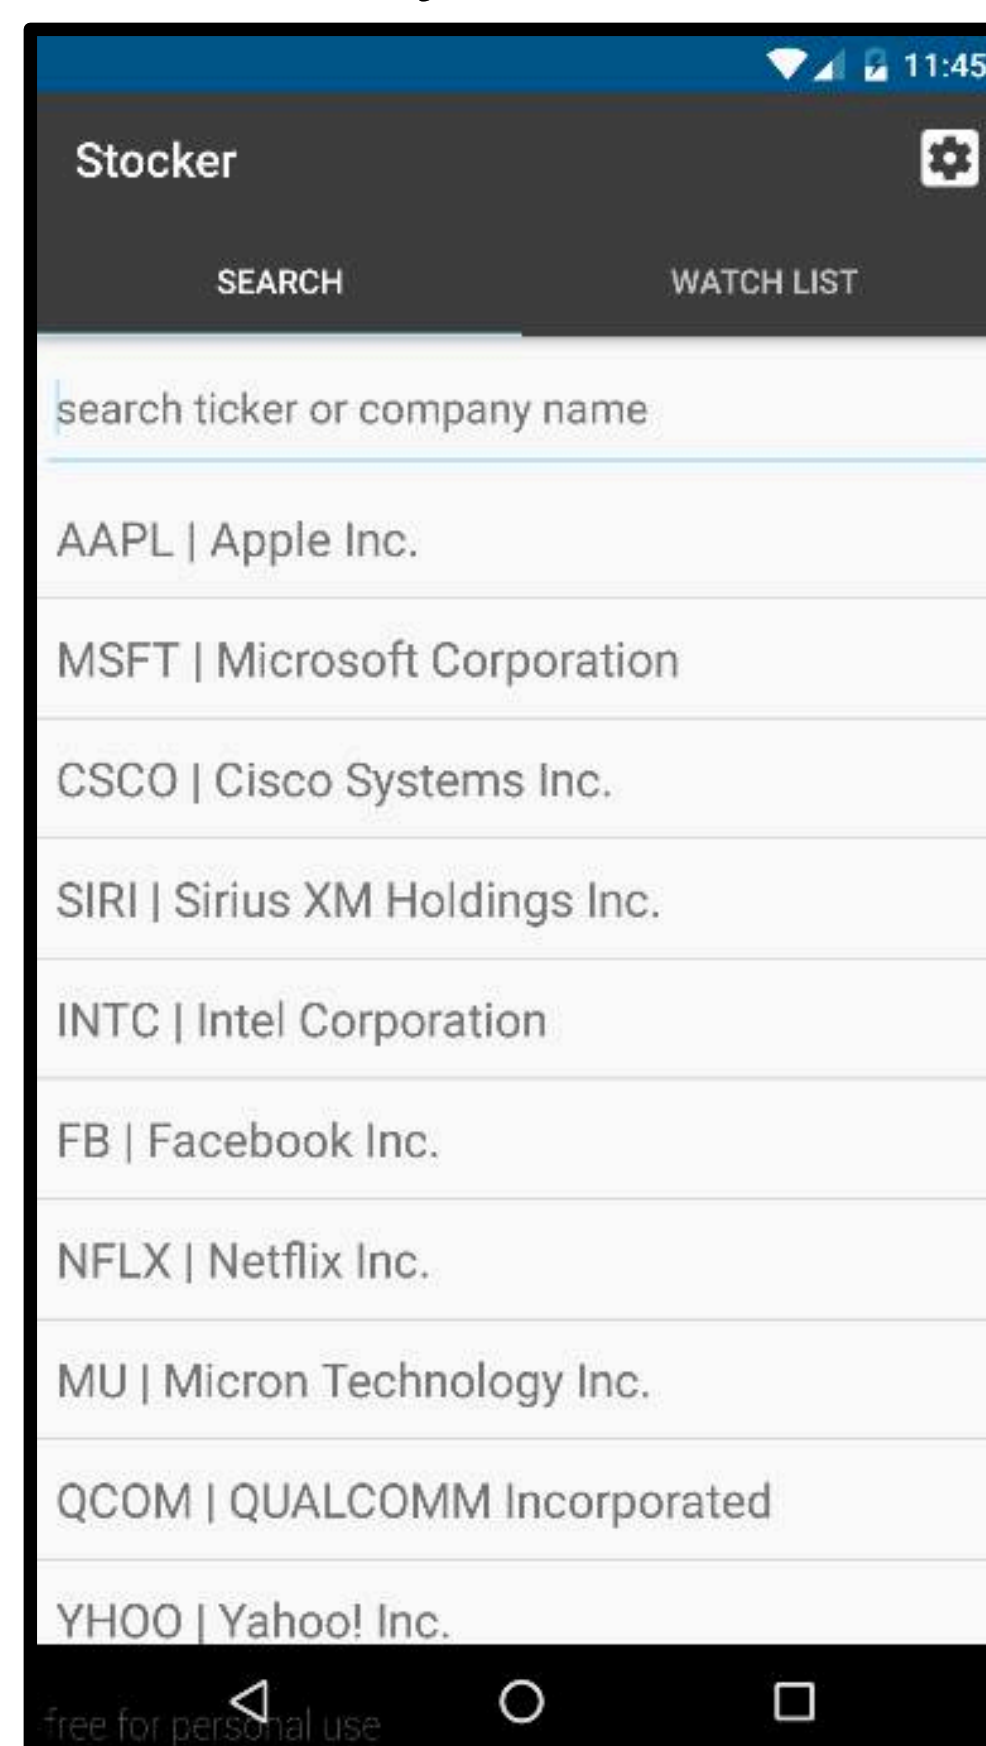 11:45
Stocker
SEARCH WATCH LIST
search ticker or company name
AAPL | Apple Inc.
MSFT | Microsoft Corporation
CSCO | Cisco Systems Inc.
SIRI | Sirius XM Holdings Inc.
INTC | Intel Corporation
FB | Facebook Inc.
NFLX | Netflix Inc.
MU | Micron Technology Inc.
QCOM | QUALCOMM Incorporated
YHOO | Yahoo! Inc.
free for personal use